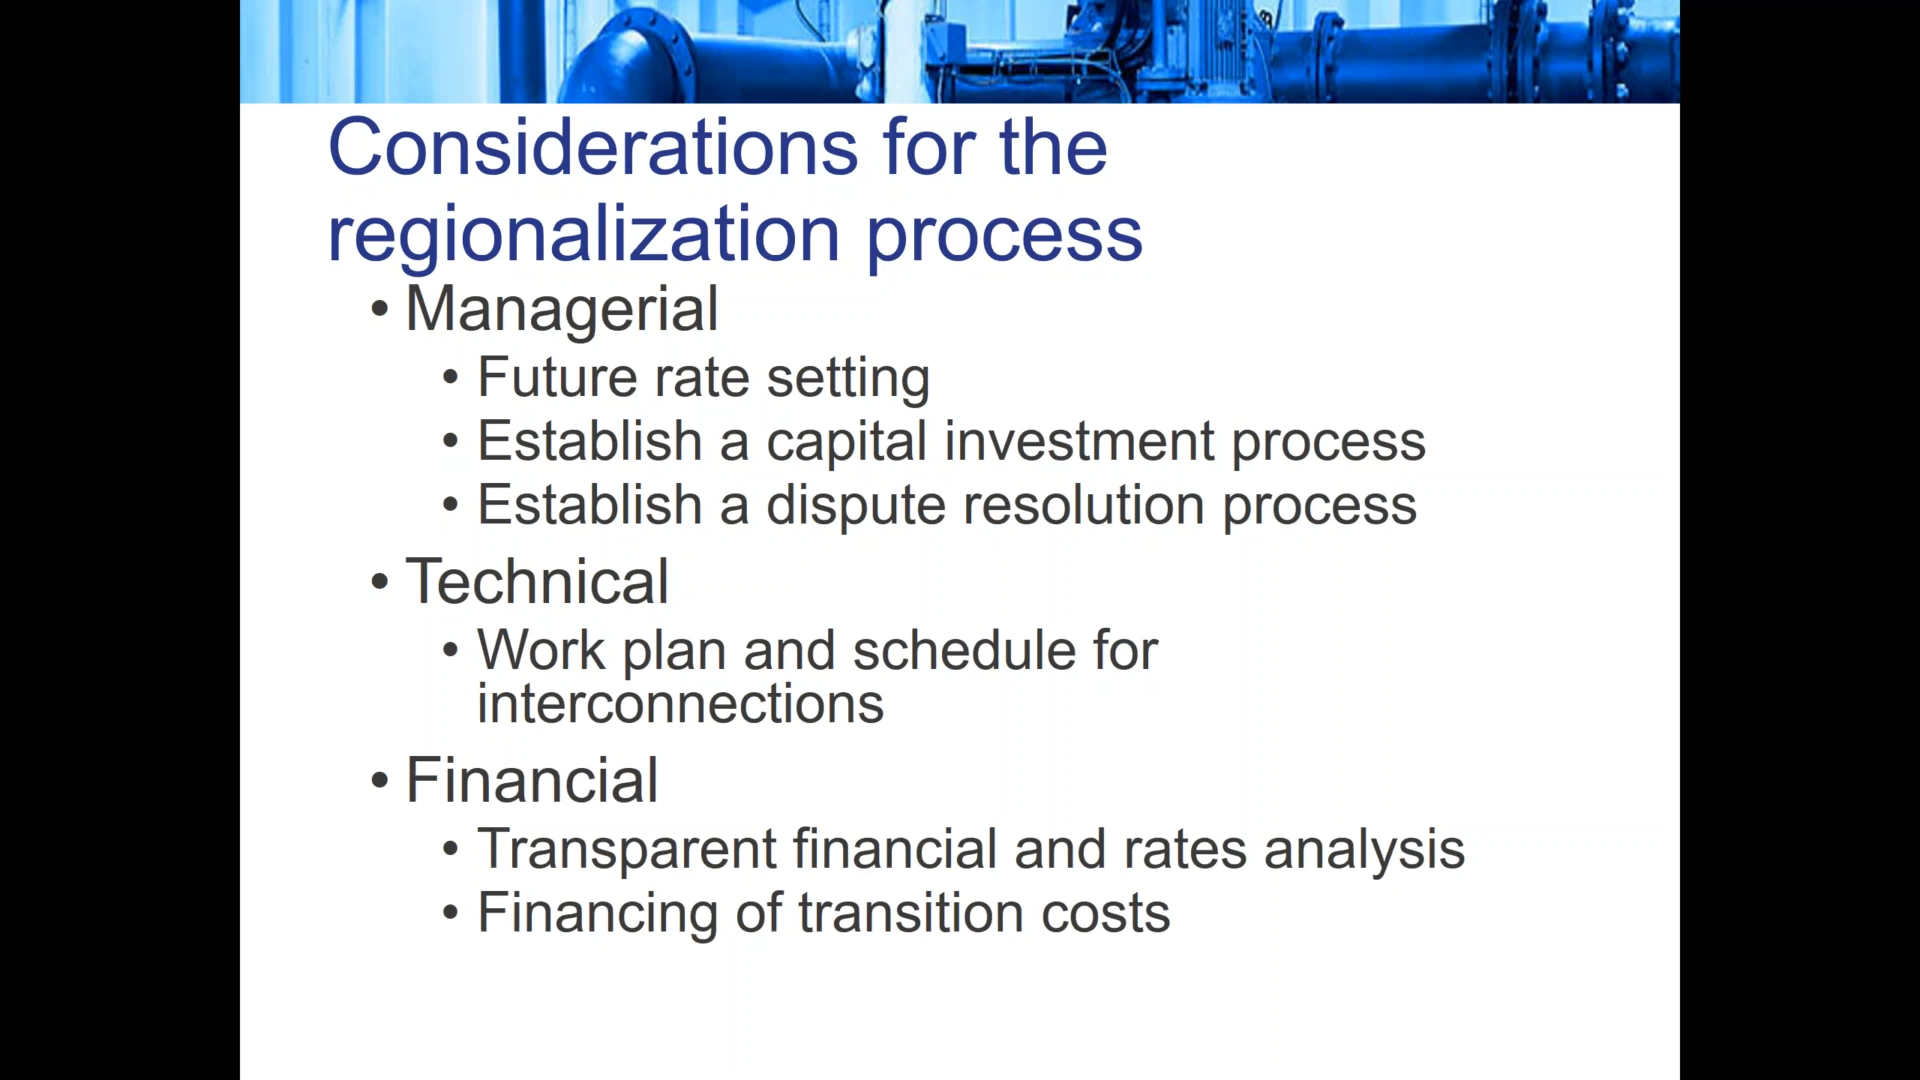 Considerations for the
regionalization process
• Managerial
• Future rate setting
• Establish a capital investment process
• Establish a dispute resolution process
• Technical
• Work plan and schedule for
interconnections
• Financial
• Transparent financial and rates analysis
• Financing of transition costs